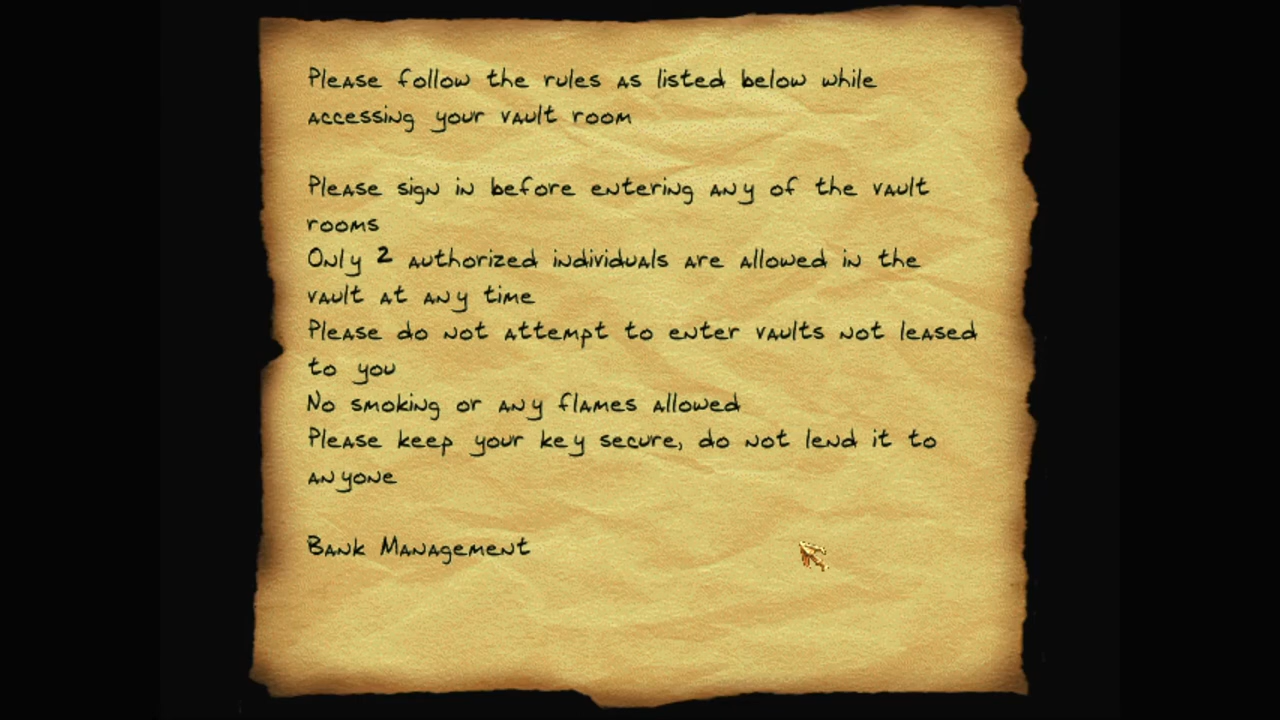 Please follow the rules as listed below while
accessing your vault room
Please sign in before entering any of the vault
rooms
Only 2 authorized individuals are allowed in the
vault at any time
Please do not attempt to enter vaults not leased
to you
No smoking or any flames allowed
Please keep your key secure, do not lend it to
anyone
Bank Management